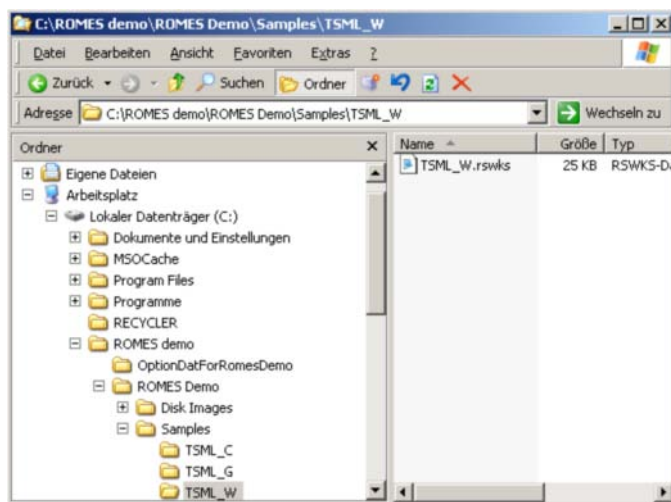 C:\ROMES demo\ROMES Demo\Samples\TSML_W
Datei Bearbeiten Ansicht Favoriten Extras ?
Zurück Suchen Ordner
Adresse C:\ROMES demo\ROMES Demo\Samples\TSML_W Wechseln zu
Ordner
Name Größe Typ
TSML_W.rswks 25 KB RSWKS-D
Eigene Dateien
Arbeitsplatz
Lokaler Datenträger (C:)
Dokumente und Einstellungen
MSOCache
Program Files
Programme
RECYCLER
ROMES demo
OptionDatForRomesDemo
ROMES Demo
Disk Images
Samples
TSML_C
TSML_G
TSML_W